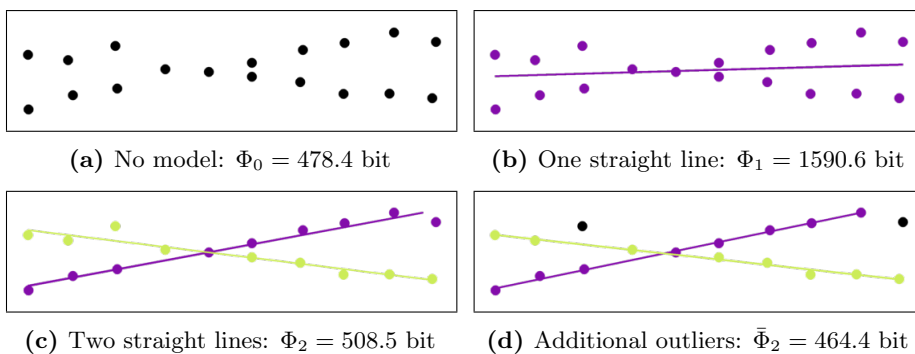 (a) No model: Φ₀ = 478.4 bit
(b) One straight line: Φ₁ = 1590.6 bit
(c) Two straight lines: Φ₂ = 508.5 bit
(d) Additional outliers: Φ̄₂ = 464.4 bit